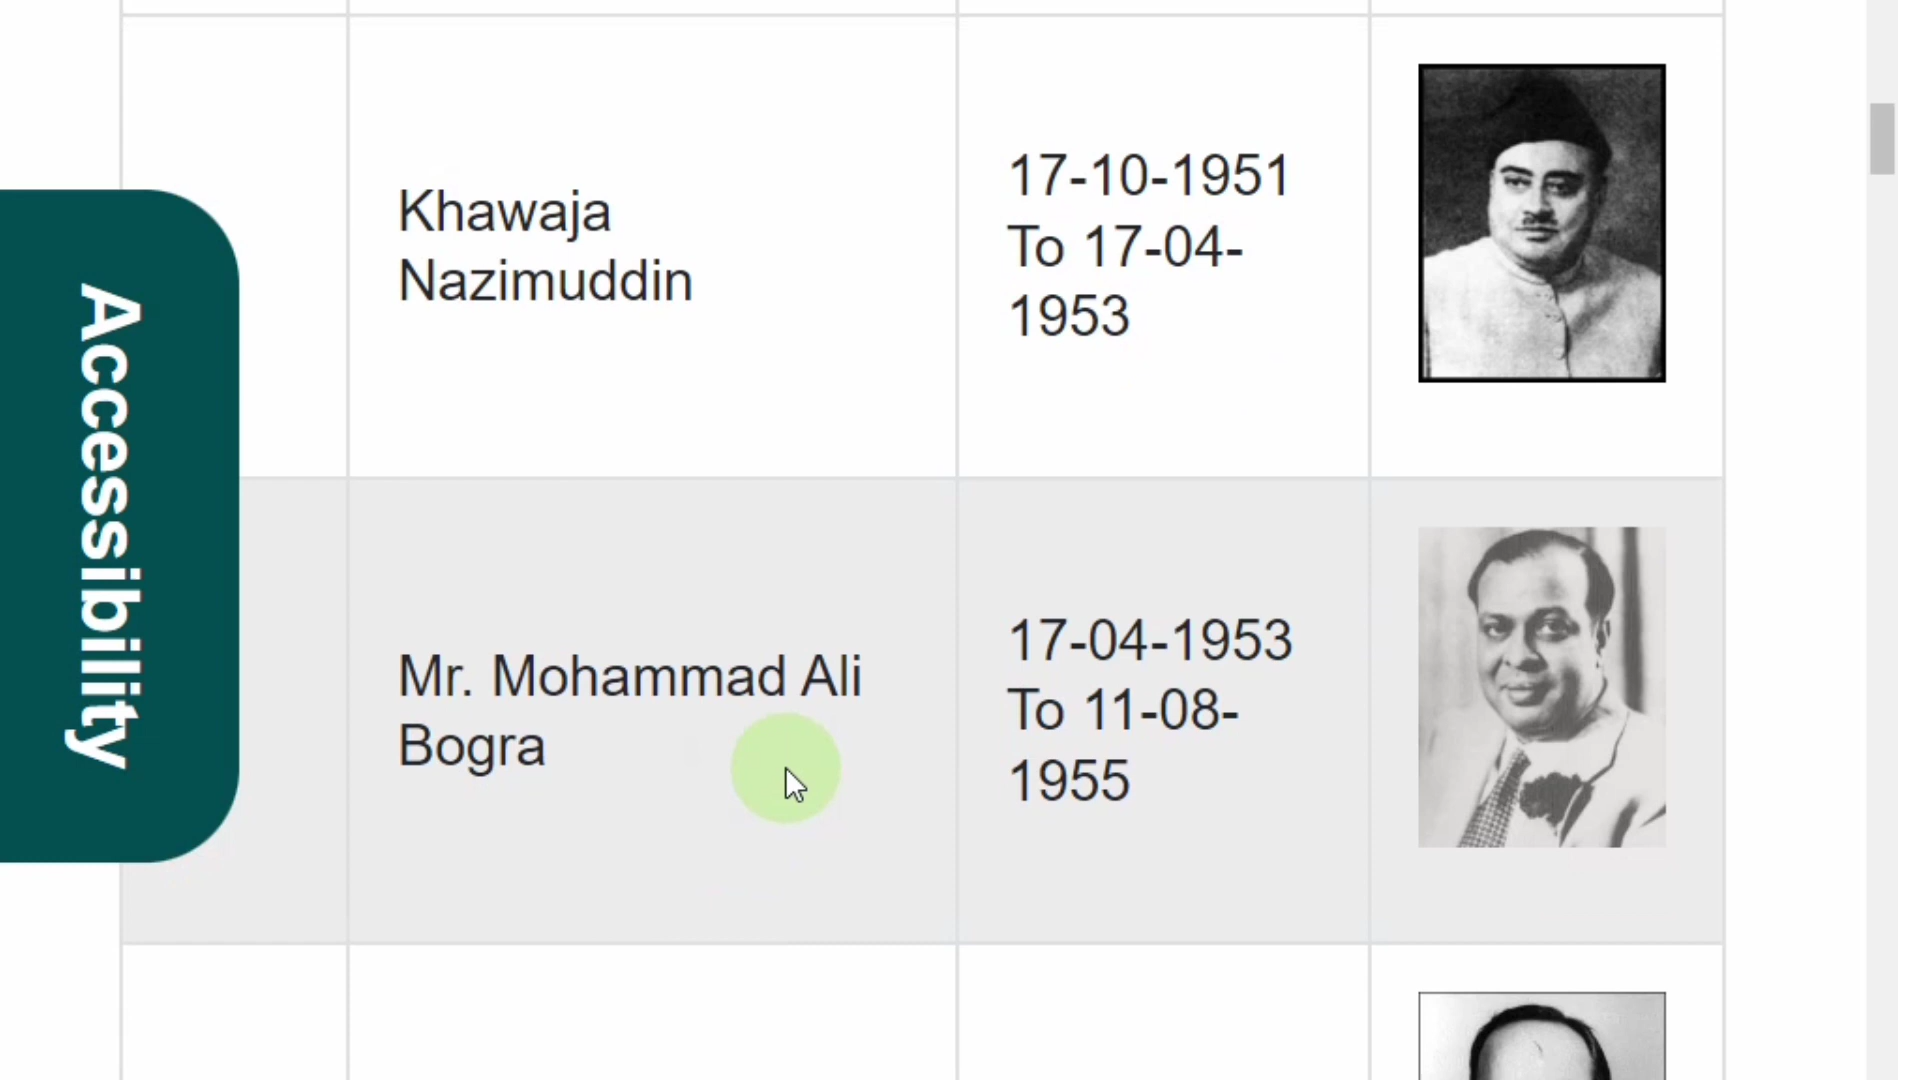 Khawaja
Nazimuddin
17-10-1951
To 17-04-
1953
Accessibility
Mr. Mohammad Ali
Bogra
17-04-1953
To 11-08-
1955